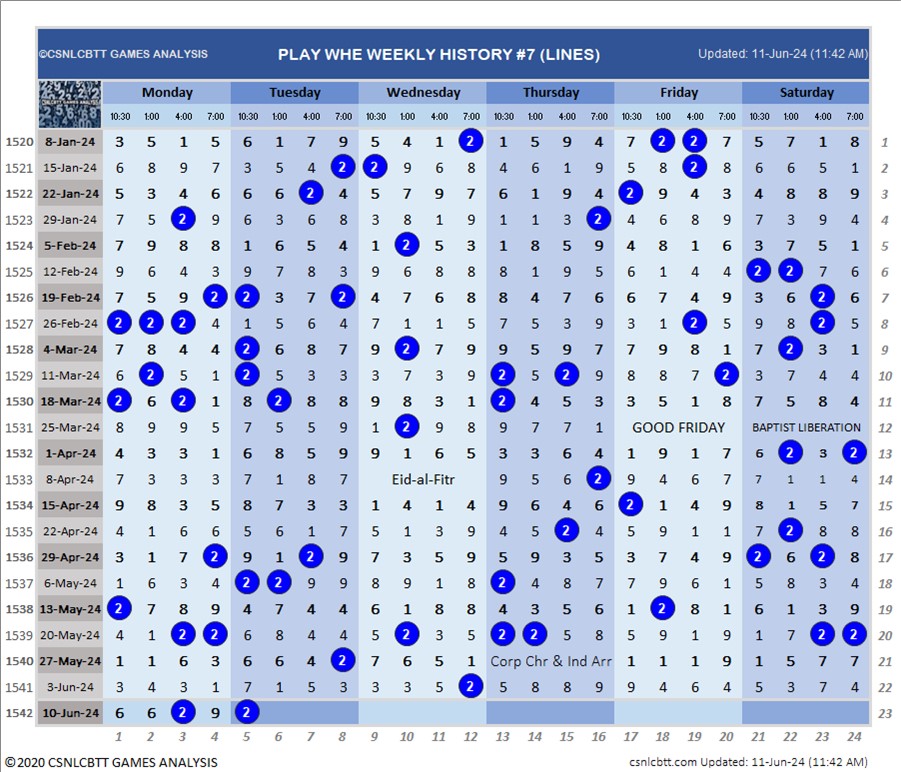 ©CSNLCBTT GAMES ANALYSIS PLAY WHE WEEKLY HISTORY #7 (LINES) Updated: 11-Jun-24 (11:42 AM)
CSNLCBTT GAMES ANALYSIS Monday Tuesday Wednesday Thursday Friday Saturday
10:30 1:00 4:00 7:00 10:30 1:00 4:00 7:00 10:30 1:00 4:00 7:00 10:30 1:00 4:00 7:00 10:30 1:00 4:00 7:00 10:30 1:00 4:00 7:00
1520 8-Jan-24 3 5 1 5 6 1 7 9 5 4 1 2 1 5 9 4 7 2 2 7 5 7 1 8 1
1521 15-Jan-24 6 8 9 7 3 5 4 2 2 9 6 8 4 6 1 9 5 8 2 9 6 6 5 1 2
1522 22-Jan-24 5 3 4 6 6 6 2 4 5 7 9 7 6 1 9 4 2 9 4 3 4 8 8 9 3
1523 29-Jan-24 7 5 2 9 6 3 6 8 3 8 1 9 1 1 3 2 4 6 8 9 7 3 9 4 4
1524 5-Feb-24 7 9 8 8 1 6 5 4 1 2 5 3 1 8 5 9 4 8 1 6 3 7 5 1 5
1525 12-Feb-24 9 6 4 3 9 7 8 3 9 6 8 8 8 1 9 5 6 1 4 4 2 2 7 6 6
1526 19-Feb-24 7 5 9 2 2 3 7 2 4 7 6 8 8 4 7 6 6 7 4 9 3 6 2 6 7
1527 26-Feb-24 2 2 2 4 1 5 6 4 7 1 1 5 7 5 3 9 3 1 2 5 9 8 2 5 8
1528 4-Mar-24 7 8 4 4 2 6 8 7 9 2 7 9 9 5 9 7 7 9 8 1 7 2 3 1 9
1529 11-Mar-24 6 2 5 1 2 5 3 3 3 7 3 9 2 5 2 9 8 8 7 2 3 7 4 4 10
1530 18-Mar-24 2 6 2 1 8 2 8 8 9 8 3 1 2 4 5 3 3 5 1 8 7 5 8 4 11
1531 25-Mar-24 8 9 9 5 7 5 5 9 1 2 9 8 9 7 7 1 GOOD FRIDAY BAPTIST LIBERATION 12
1532 1-Apr-24 4 3 3 1 6 8 5 9 9 1 6 5 3 3 6 4 1 9 1 7 6 2 3 2 13
1533 8-Apr-24 7 3 3 3 7 1 8 7 Eid-al-Fitr 9 5 6 2 9 4 6 7 7 1 1 4 14
1534 15-Apr-24 9 8 3 5 8 7 3 3 1 4 1 4 9 6 4 6 2 1 4 9 8 1 5 7 15
1535 22-Apr-24 4 1 6 6 5 6 1 7 5 1 3 9 4 5 2 4 5 9 1 1 7 2 8 8 16
1536 29-Apr-24 3 1 7 2 9 1 2 9 7 3 5 9 5 9 3 5 3 7 4 9 2 6 2 8 17
1537 6-May-24 1 6 3 4 2 2 9 9 8 9 1 8 2 4 8 7 7 9 6 1 5 8 3 4 18
1538 13-May-24 2 7 8 9 4 7 4 4 6 1 8 8 4 3 5 6 1 2 8 1 6 1 3 9 19
1539 20-May-24 4 1 2 2 6 8 4 4 5 2 3 5 2 2 5 8 5 9 1 9 1 7 2 2 20
1540 27-May-24 1 1 6 3 6 6 4 2 7 6 5 1 Corp Chr & Ind Arr 1 1 1 9 1 5 7 7 21
1541 3-Jun-24 3 4 3 1 7 1 5 3 3 3 5 2 5 8 8 9 9 4 6 4 5 3 7 4 22
1542 10-Jun-24 6 6 2 9 2 23
1 2 3 4 5 6 7 8 9 10 11 12 13 14 15 16 17 18 19 20 21 22 23 24
©2020 CSNLCBTT GAMES ANALYSIS csnlcbtt.com Updated: 11-Jun-24 (11:42 AM)